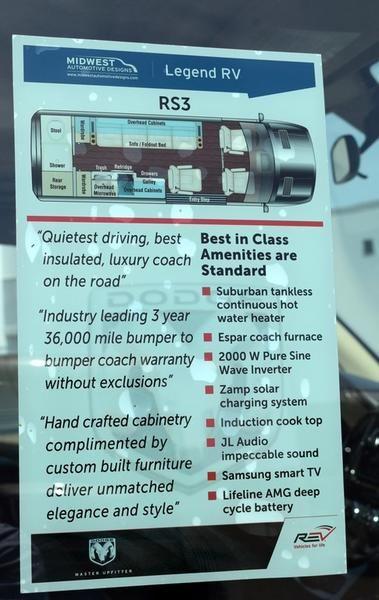 MIDWEST
AUTOMOTIVE DESIGNS
www.midwestautomotivedesigns.com
Legend RV
RS3
Stool
Wardrobe
Overhead Cabinets
Sofa / Foldout Bed
Shower
Rear
Storage
Wardrobe
Trash
Refridge
Drawers
Overhead
Microwave
Galley
Overhead Cabinets
Entry Step
"Quietest driving, best
insulated, luxury coach
on the road"
"Industry leading 3 year
36,000 mile bumper to
bumper coach warranty
without exclusions"
"Hand crafted cabinetry
complimented by
custom built furniture
deliver unmatched
elegance and style"
Best in Class
Amenities are
Standard
Suburban tankless
continuous hot
water heater
Espar coach furnace
2000 W Pure Sine
Wave Inverter
Zamp solar
charging system
Induction cook top
JL Audio
impeccable sound
Samsung smart TV
Lifeline AMG deep
cycle battery
DODGE
DODGE
MASTER UPFITTER
REV
Vehicles for life